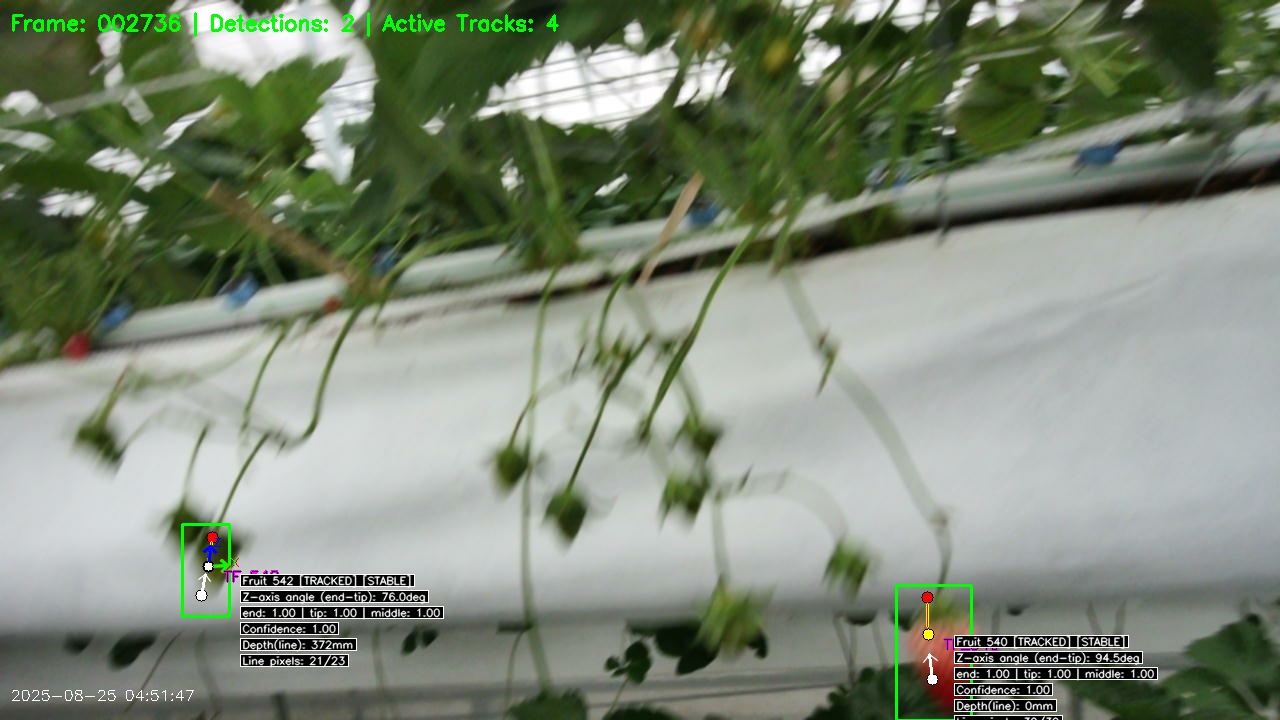 Frame: 002736 | Detections: 2 | Active Tracks: 4
Fruit 542 [TRACKED] [STABLE]
Z-axis angle (end-tip): 76.0deg
end: 1.00 | tip: 1.00 | middle: 1.00
Confidence: 1.00
Depth(line): 372mm
Line pixels: 21/23
Fruit 540 [TRACKED] [STABLE]
Z-axis angle (end-tip): 94.5deg
end: 1.00 | tip: 1.00 | middle: 1.00
Confidence: 1.00
Depth(line): 0mm
2025-08-25 04:51:47